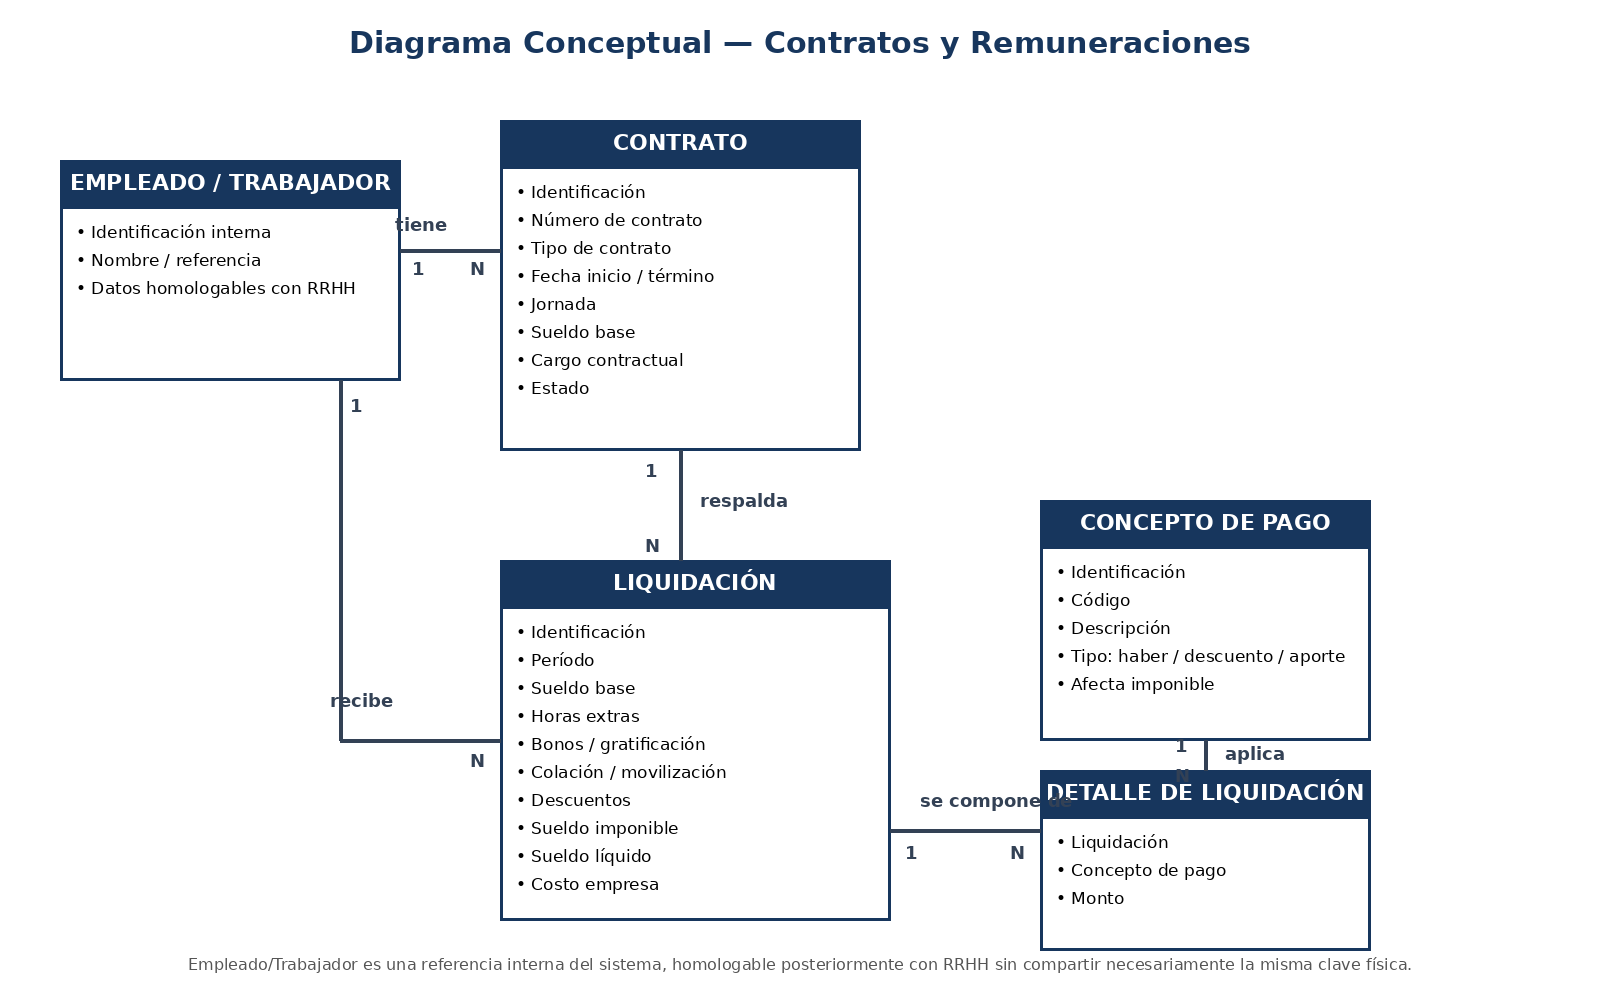 Diagrama Conceptual — Contratos y Remuneraciones
EMPLEADO / TRABAJADOR
• Identificación interna
• Nombre / referencia
• Datos homologables con RRHH
tiene
1
N
CONTRATO
• Identificación
• Número de contrato
• Tipo de contrato
• Fecha inicio / término
• Jornada
• Sueldo base
• Cargo contractual
• Estado
1
respalda
N
1
recibe
N
LIQUIDACIÓN
• Identificación
• Período
• Sueldo base
• Horas extras
• Bonos / gratificación
• Colación / movilización
• Descuentos
• Sueldo imponible
• Sueldo líquido
• Costo empresa
se compone de
1
N
CONCEPTO DE PAGO
• Identificación
• Código
• Descripción
• Tipo: haber / descuento / aporte
• Afecta imponible
1
aplica
N
DETALLE DE LIQUIDACIÓN
• Liquidación
• Concepto de pago
• Monto
Empleado/Trabajador es una referencia interna del sistema, homologable posteriormente con RRHH sin compartir necesariamente la misma clave física.